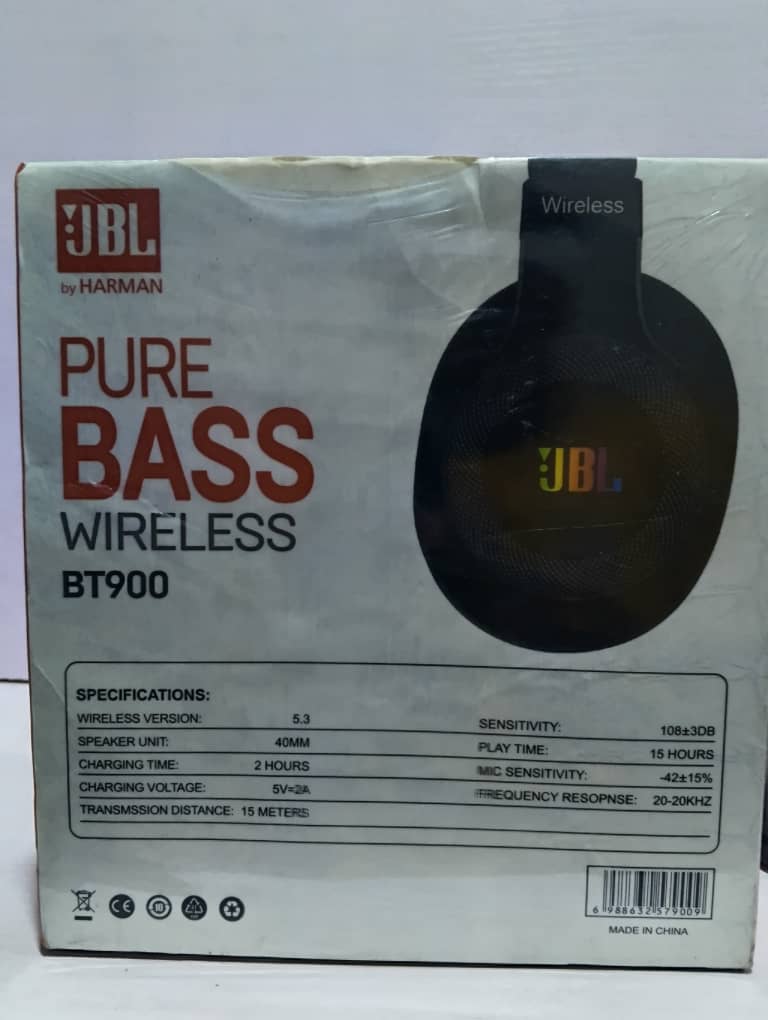 JBL
by HARMAN
Wireless
PURE
BASS
WIRELESS
BT900
JBL
SPECIFICATIONS:
WIRELESS VERSION: 5.3
SPEAKER UNIT: 40MM
CHARGING TIME: 2 HOURS
CHARGING VOLTAGE: 5V=2A
TRANSMSSION DISTANCE: 15 METERS
SENSITIVITY: 108±3DB
PLAY TIME: 15 HOURS
MIC SENSITIVITY: -42±15%
FREQUENCY RESOPNSE: 20-20KHZ
CE
10
6 988632 579009
MADE IN CHINA